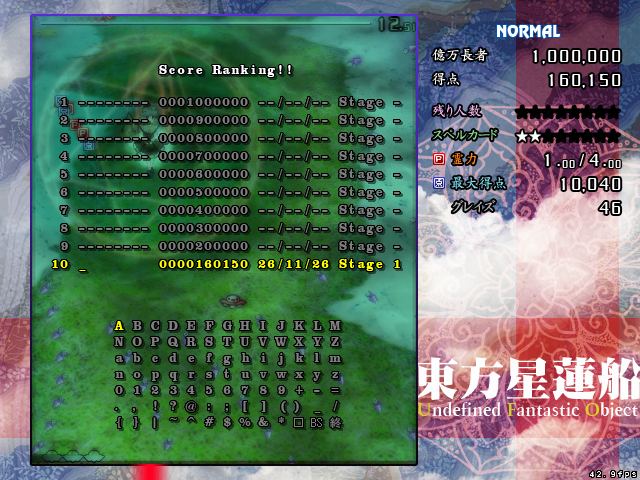 12.51
NORMAL
Score Ranking!!
億万長者 1,000,000
得点 160,150
残り人数
スペルカード ★★
P 霊力 1.00/4.00
点 最大得点 10,040
グレイズ 46
1 -------- 0001000000 --/--/-- Stage -
2 -------- 0000900000 --/--/-- Stage -
3 -------- 0000800000 --/--/-- Stage -
4 -------- 0000700000 --/--/-- Stage -
5 -------- 0000600000 --/--/-- Stage -
6 -------- 0000500000 --/--/-- Stage -
7 -------- 0000400000 --/--/-- Stage -
8 -------- 0000300000 --/--/-- Stage -
9 -------- 0000200000 --/--/-- Stage -
10 _ 0000160150 26/11/26 Stage 1
A B C D E F G H I J K L M
N O P Q R S T U V W X Y Z
a b c d e f g h i j k l m
n o p q r s t u v w x y z
0 1 2 3 4 5 6 7 8 9 + - =
. , ! ? @ : ; [ ] ( ) _ /
{ } | ~ ^ # $ % & * □ BS 終
東方星蓮船
Undefined Fantastic Object
42.9fps